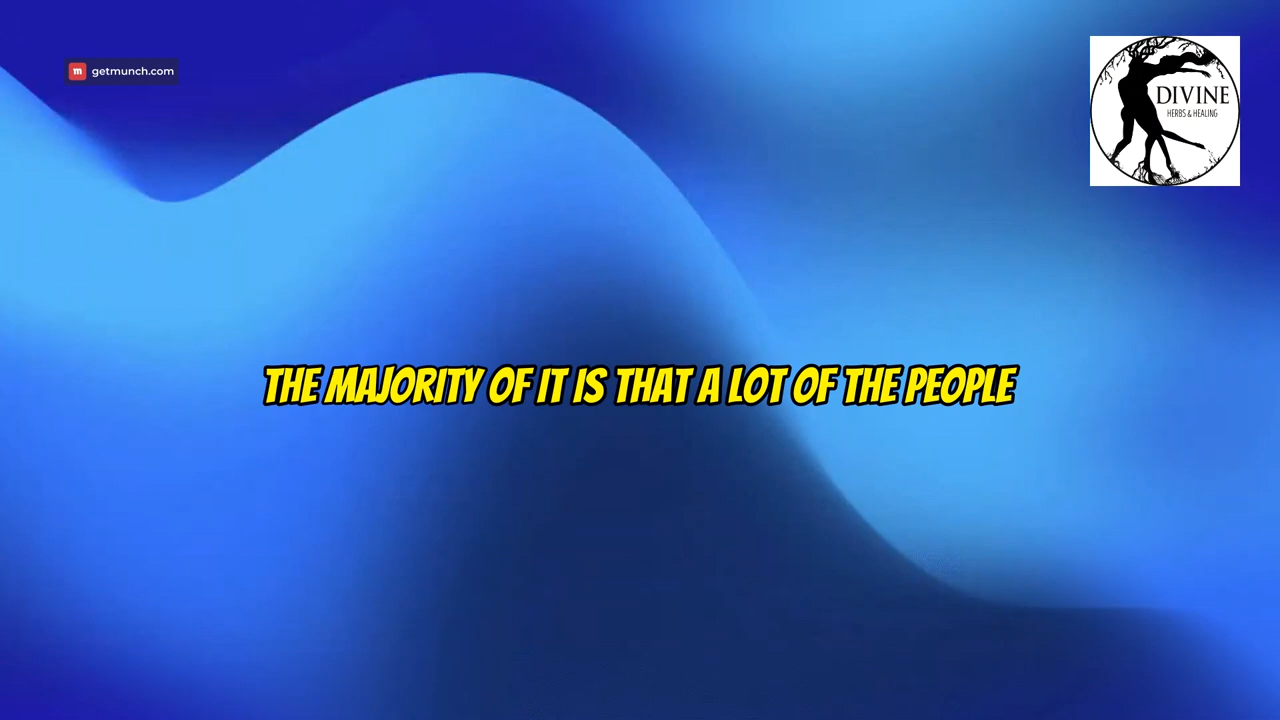 m getmunch.com
DIVINE
HERBS & HEALING
THE MAJORITY OF IT IS THAT A LOT OF THE PEOPLE